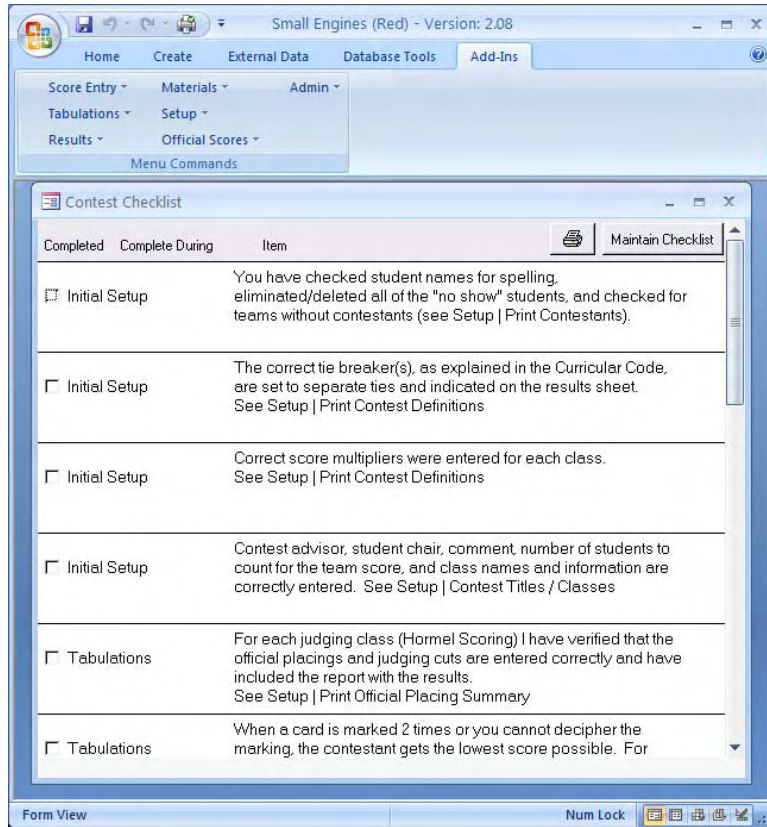 Small Engines (Red) - Version: 2.08
Home Create External Data Database Tools Add-Ins
Score Entry Materials Admin
Tabulations Setup
Results Official Scores
Menu Commands
Contest Checklist
Completed Complete During Item Maintain Checklist
You have checked student names for spelling,
Initial Setup eliminated/deleted all of the "no show" students, and checked for
teams without contestants (see Setup | Print Contestants).
The correct tie breaker(s), as explained in the Curricular Code,
Initial Setup are set to separate ties and indicated on the results sheet.
See Setup | Print Contest Definitions
Correct score multipliers were entered for each class.
Initial Setup See Setup | Print Contest Definitions
Contest advisor, student chair, comment, number of students to
Initial Setup count for the team score, and class names and information are
correctly entered. See Setup | Contest Titles / Classes
For each judging class (Hormel Scoring) I have verified that the
Tabulations official placings and judging cuts are entered correctly and have
included the report with the results.
See Setup | Print Official Placing Summary
When a card is marked 2 times or you cannot decipher the
Tabulations marking, the contestant gets the lowest score possible. For
Form View Num Lock